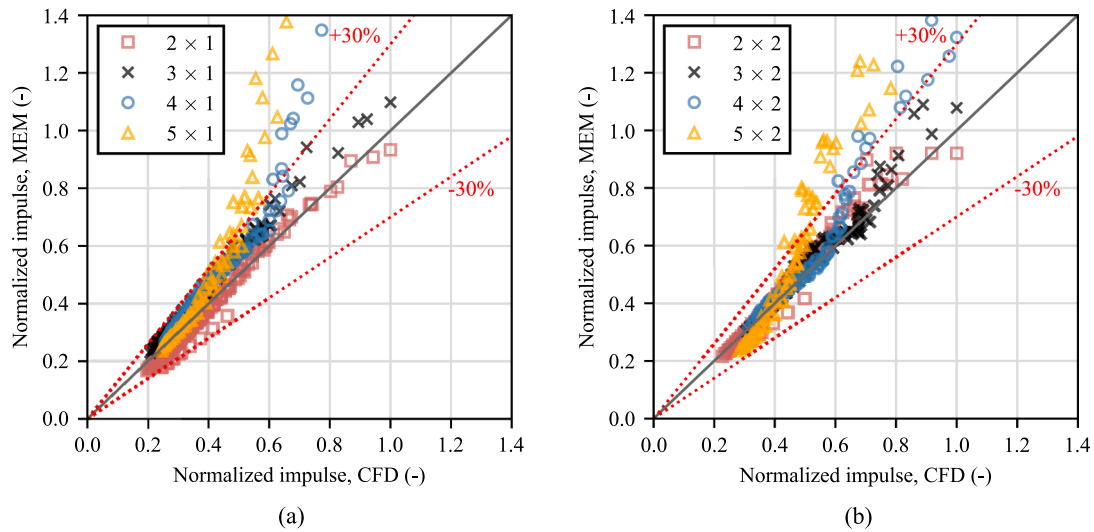 1.4
1.2
1.0
0.8
0.6
0.4
0.2
0.0
0.0 0.2 0.4 0.6 0.8 1.0 1.2 1.4
Normalized impulse, MEM (-)
Normalized impulse, CFD (-)
2 × 1
3 × 1
4 × 1
5 × 1
+30%
-30%
(a)
1.4
1.2
1.0
0.8
0.6
0.4
0.2
0.0
0.0 0.2 0.4 0.6 0.8 1.0 1.2 1.4
Normalized impulse, MEM (-)
Normalized impulse, CFD (-)
2 × 2
3 × 2
4 × 2
5 × 2
+30%
-30%
(b)